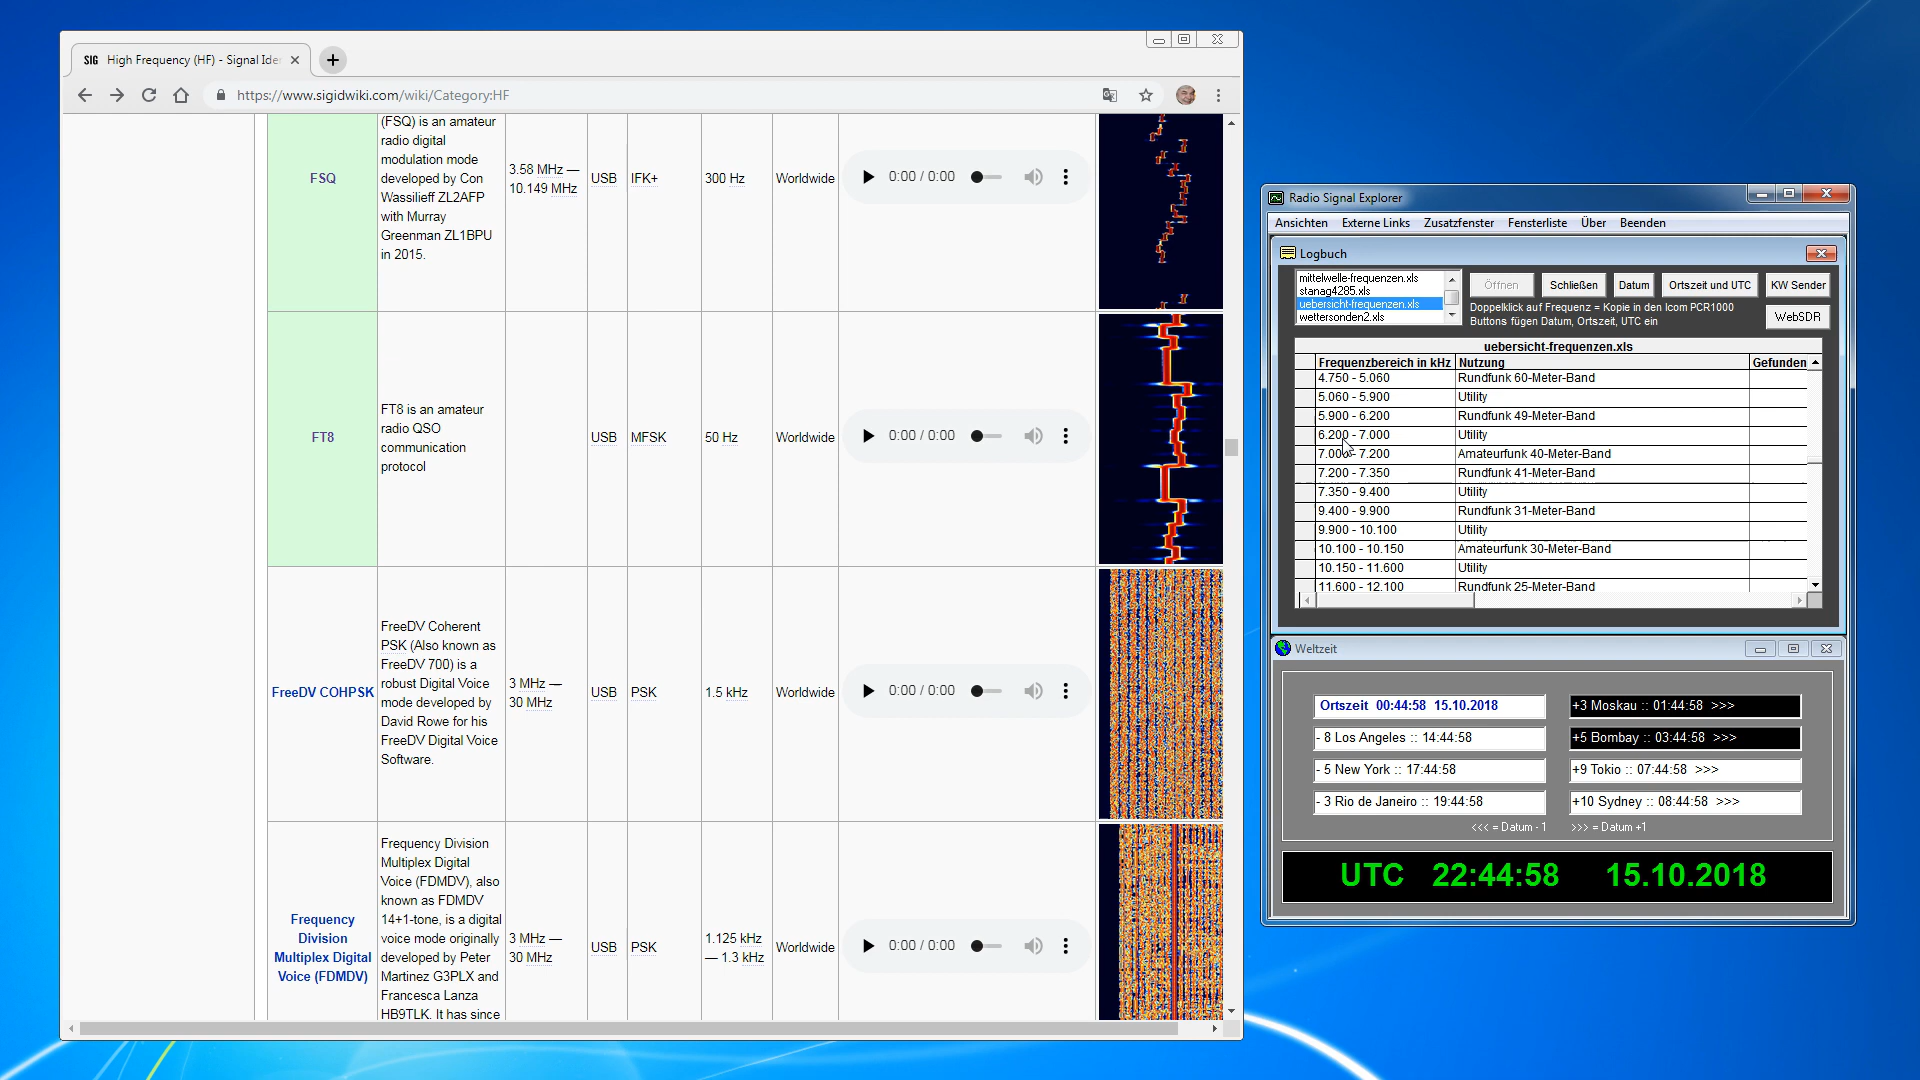 SIG High Frequency (HF) - Signal Ide
https://www.sigidwiki.com/wiki/Category:HF
FSQ
(FSQ) is an amateur
radio digital
modulation mode
developed by Con
Wassilieff ZL2AFP
with Murray
Greenman ZL1BPU
in 2015.
3.58 MHz —
10.149 MHz
USB
IFK+
300 Hz
Worldwide
0:00 / 0:00
FT8
FT8 is an amateur
radio QSO
communication
protocol
USB
MFSK
50 Hz
Worldwide
0:00 / 0:00
FreeDV COHPSK
FreeDV Coherent
PSK (Also known as
FreeDV 700) is a
robust Digital Voice
mode developed by
David Rowe for his
FreeDV Digital Voice
Software.
3 MHz —
30 MHz
USB
PSK
1.5 kHz
Worldwide
0:00 / 0:00
Frequency
Division
Multiplex Digital
Voice (FDMDV)
Frequency Division
Multiplex Digital
Voice (FDMDV), also
known as FDMDV
14+1-tone, is a digital
voice mode originally
developed by Peter
Martinez G3PLX and
Francesca Lanza
HB9TLK. It has since
3 MHz —
30 MHz
USB
PSK
1.125 kHz
— 1.3 kHz
Worldwide
0:00 / 0:00
Radio Signal Explorer
Ansichten Externe Links Zusatzfenster Fensterliste Über Beenden
Logbuch
mittelwelle-frequenzen.xls
stanag4285.xls
uebersicht-frequenzen.xls
wettersonden2.xls
Öffnen Schließen Datum Ortszeit und UTC KW Sender
Doppelklick auf Frequenz = Kopie in den Icom PCR1000
Buttons fügen Datum, Ortszeit, UTC ein
WebSDR
uebersicht-frequenzen.xls
Frequenzbereich in kHz Nutzung Gefunden
4.750 - 5.060 Rundfunk 60-Meter-Band
5.060 - 5.900 Utility
5.900 - 6.200 Rundfunk 49-Meter-Band
6.200 - 7.000 Utility
7.000 - 7.200 Amateurfunk 40-Meter-Band
7.200 - 7.350 Rundfunk 41-Meter-Band
7.350 - 9.400 Utility
9.400 - 9.900 Rundfunk 31-Meter-Band
9.900 - 10.100 Utility
10.100 - 10.150 Amateurfunk 30-Meter-Band
10.150 - 11.600 Utility
11.600 - 12.100 Rundfunk 25-Meter-Band
Weltzeit
Ortszeit 00:44:58 15.10.2018
+3 Moskau :: 01:44:58 >>>
- 8 Los Angeles :: 14:44:58
+5 Bombay :: 03:44:58 >>>
- 5 New York :: 17:44:58
+9 Tokio :: 07:44:58 >>>
- 3 Rio de Janeiro :: 19:44:58
+10 Sydney :: 08:44:58 >>>
<<< = Datum - 1 >>> = Datum +1
UTC 22:44:58 15.10.2018